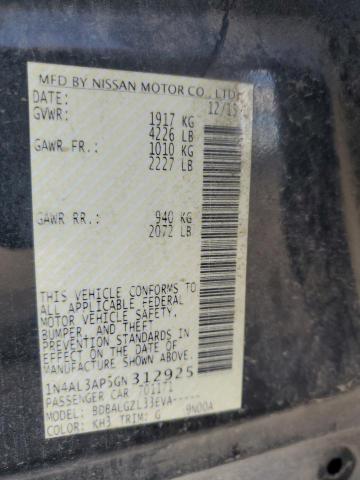 MFD BY NISSAN MOTOR CO., LTD.
DATE: 12/15
GVWR: 1917 KG
4226 LB
GAWR FR.: 1010 KG
2227 LB
GAWR RR.: 940 KG
2072 LB
THIS VEHICLE CONFORMS TO
ALL APPLICABLE FEDERAL
MOTOR VEHICLE SAFETY,
BUMPER, AND THEFT
PREVENTION STANDARDS IN
EFFECT ON THE DATE OF
MANUFACTURE SHOWN ABOVE.
1N4AL3AP5GN312925
PASSENGER CAR 701171
MODEL: BDBALGZL33EVA-----
COLOR: KH3 TRIM: G 9N00A